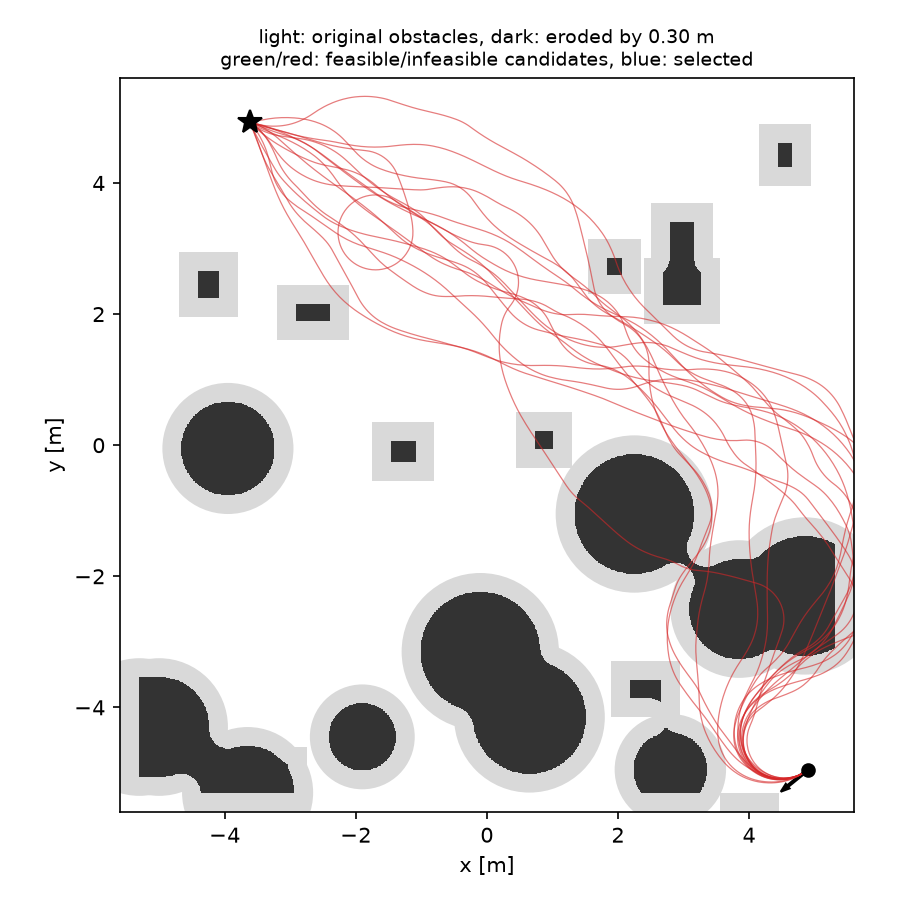 light: original obstacles, dark: eroded by 0.30 m
green/red: feasible/infeasible candidates, blue: selected
4
2
0
−2
−4
y [m]
−4
−2
0
2
4
x [m]